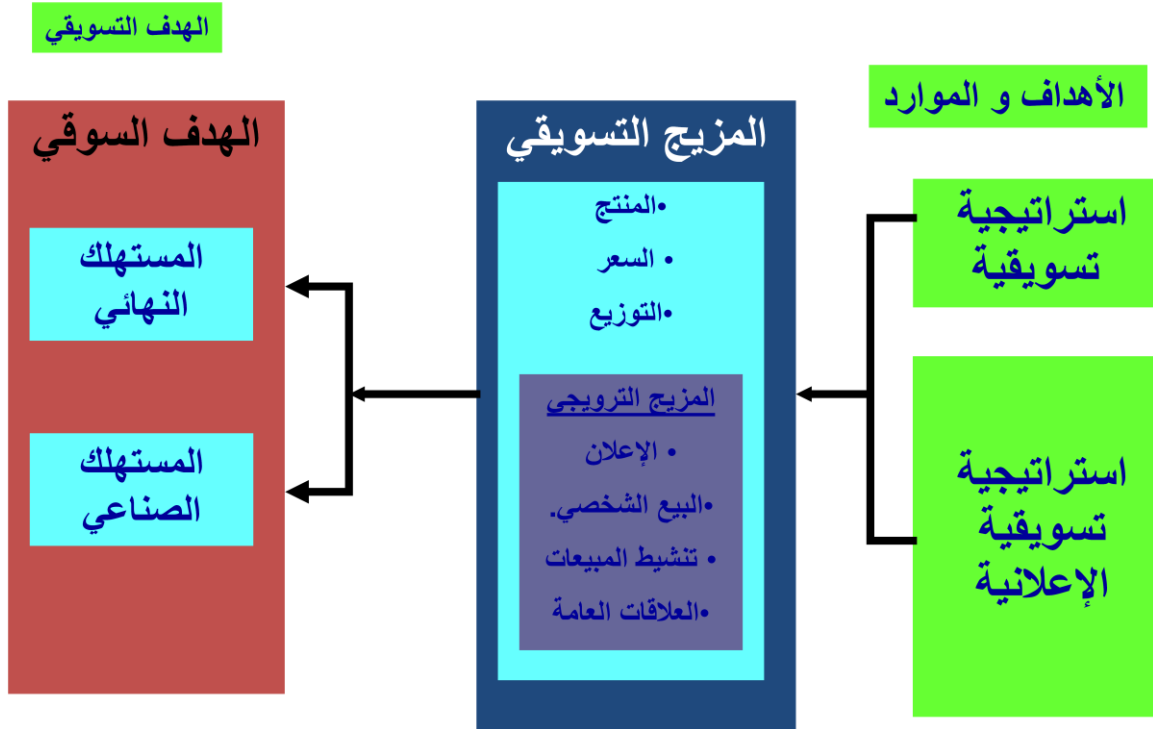 الأهداف و الموارد
استراتيجية
تسويقية
استراتيجية
تسويقية
الإعلانية
المزيج التسويقي
•المنتج
• السعر
•التوزيع
المزيج الترويجي
• الإعلان
•البيع الشخصي.
• تنشيط المبيعات
•العلاقات العامة
الهدف التسويقي
الهدف السوقي
المستهلك
النهائي
المستهلك
الصناعي